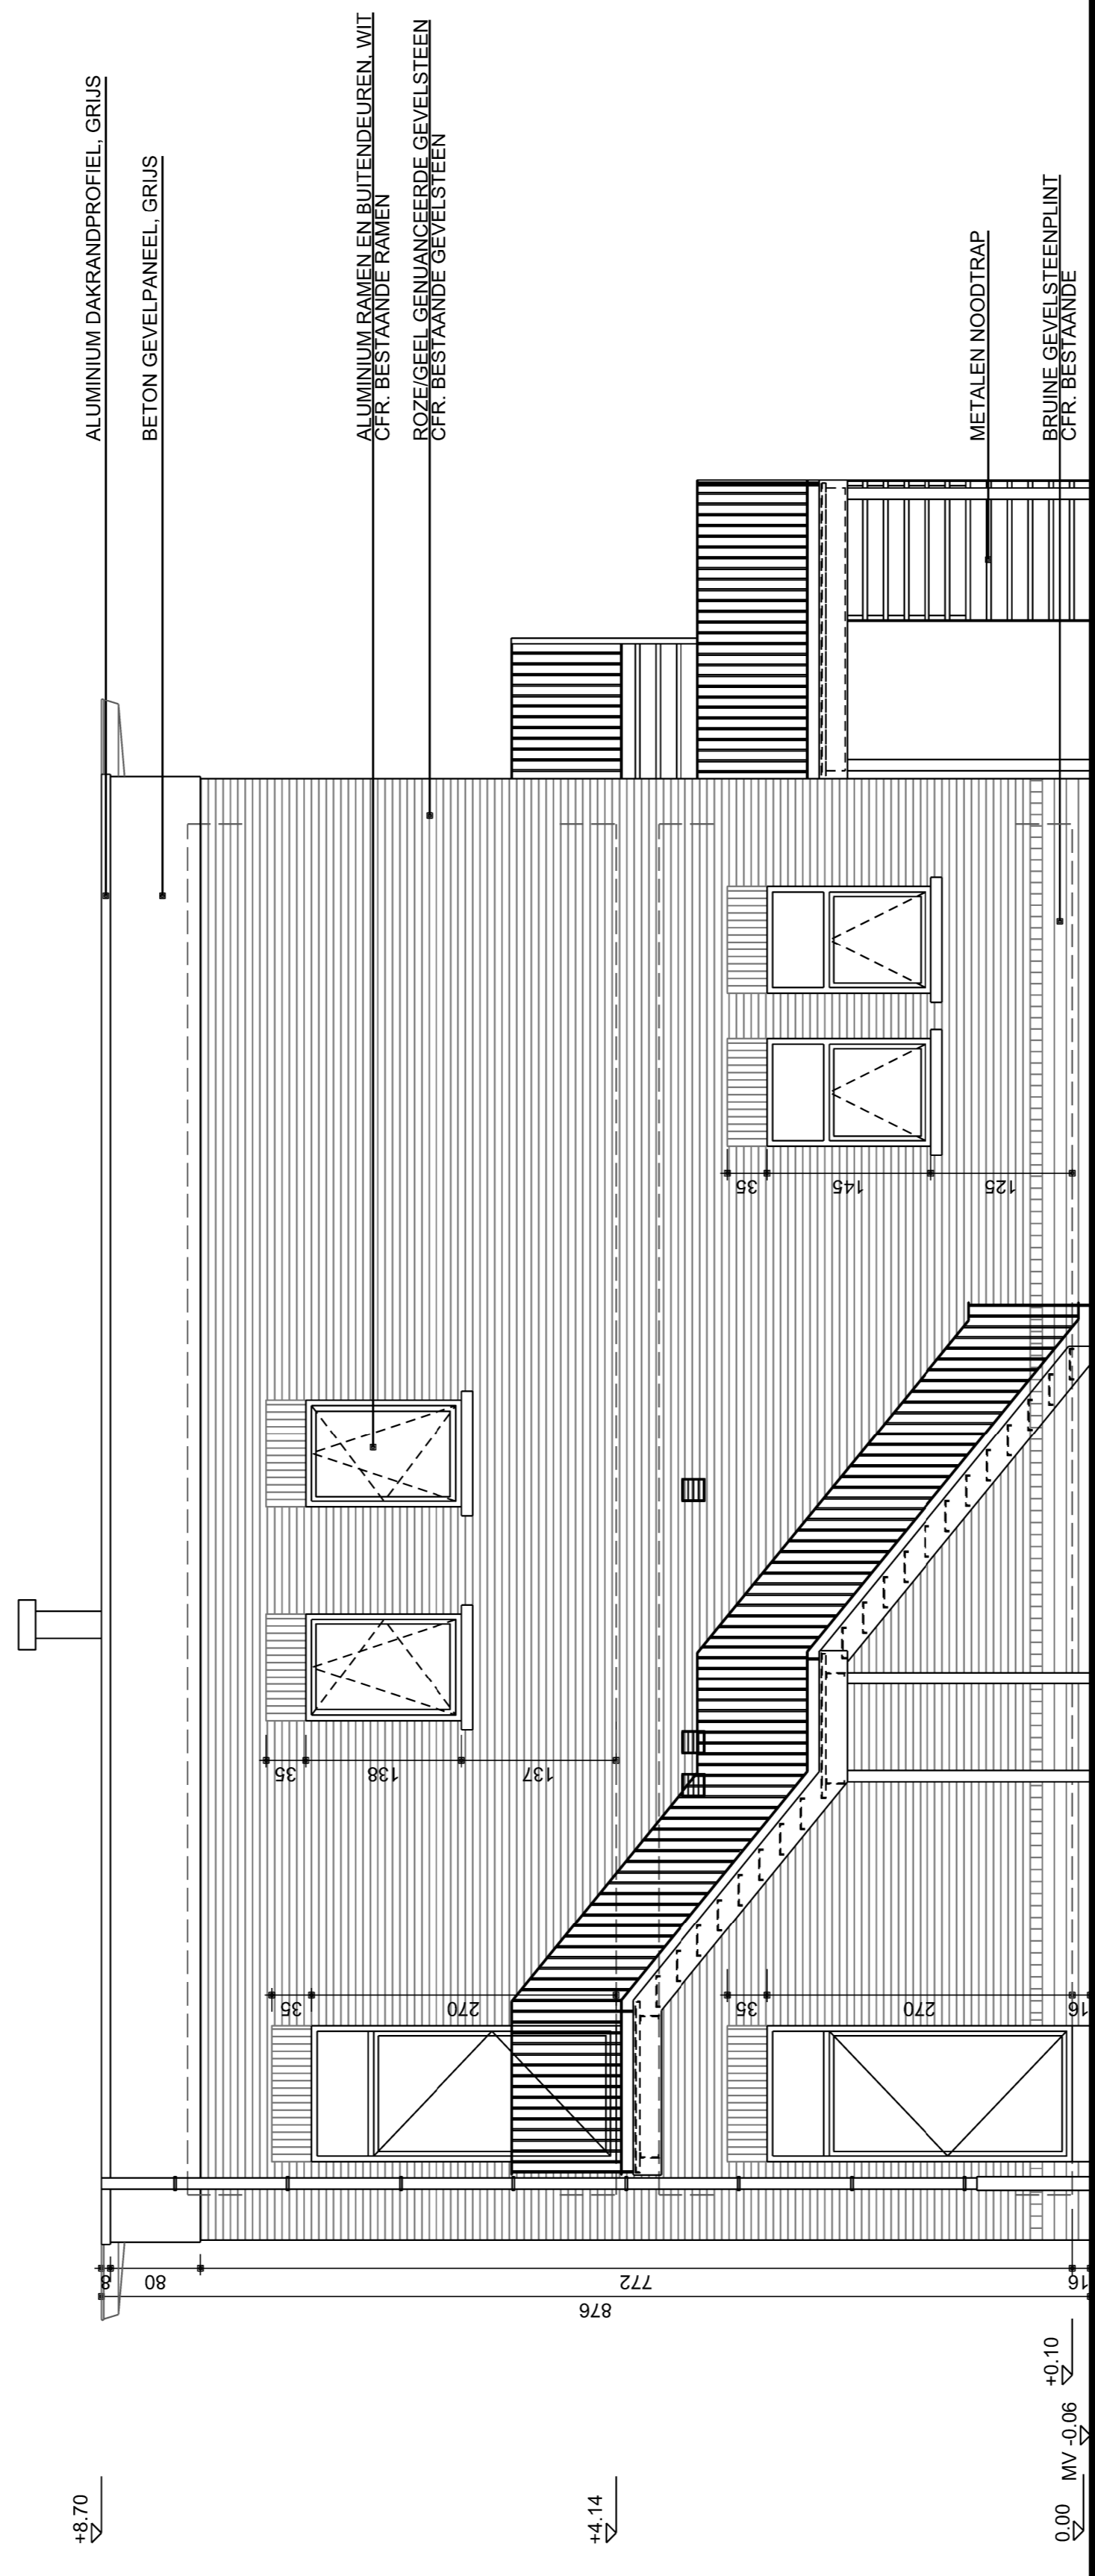 ALUMINIUM DAKRANDPROFIEL, GRIJS
BETON GEVELPANEEL, GRIJS
ALUMINIUM RAMEN EN BUITENDEUREN, WIT
CFR. BESTAANDE RAMEN
ROZE/GEEL GENUANCEERDE GEVELSTEEN
CFR. BESTAANDE GEVELSTEEN
METALEN NOODTRAP
BRUINE GEVELSTEENPLINT
CFR. BESTAANDE
35
145
125
35
138
137
35
270
35
270
16
8
80
772
16
876
+8.70
+4.14
+0.10
MV -0.06
0.00